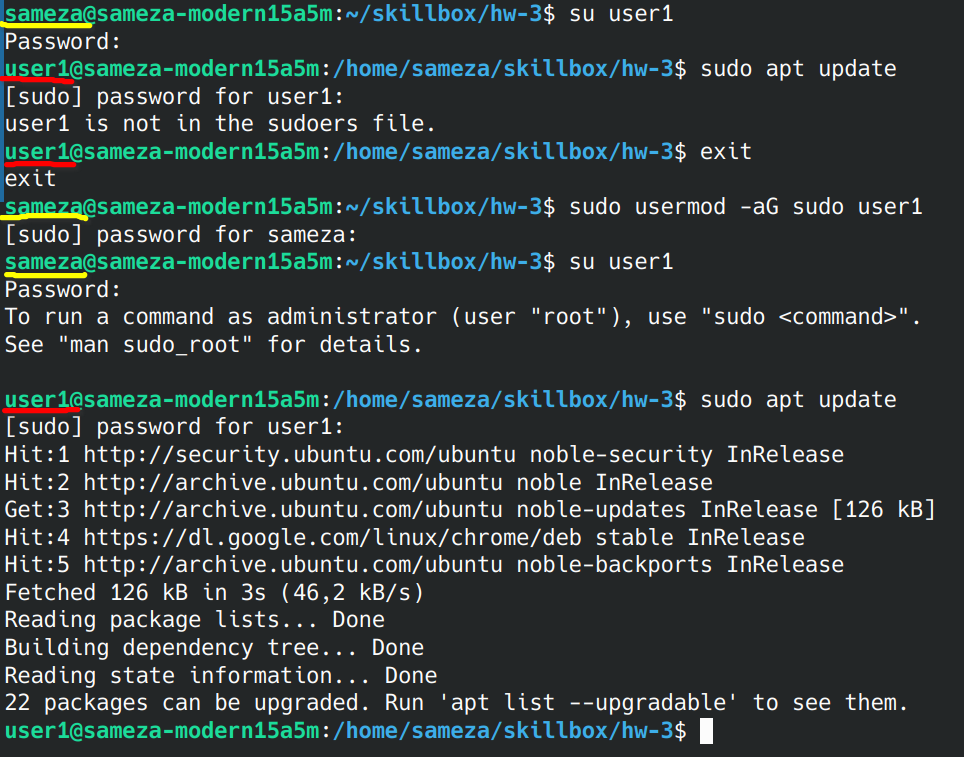 sameza@sameza-modern15a5m:~/skillbox/hw-3$ su user1
Password:
user1@sameza-modern15a5m:/home/sameza/skillbox/hw-3$ sudo apt update
[sudo] password for user1:
user1 is not in the sudoers file.
user1@sameza-modern15a5m:/home/sameza/skillbox/hw-3$ exit
exit
sameza@sameza-modern15a5m:~/skillbox/hw-3$ sudo usermod -aG sudo user1
[sudo] password for sameza:
sameza@sameza-modern15a5m:~/skillbox/hw-3$ su user1
Password:
To run a command as administrator (user "root"), use "sudo <command>".
See "man sudo_root" for details.
user1@sameza-modern15a5m:/home/sameza/skillbox/hw-3$ sudo apt update
[sudo] password for user1:
Hit:1 http://security.ubuntu.com/ubuntu noble-security InRelease
Hit:2 http://archive.ubuntu.com/ubuntu noble InRelease
Get:3 http://archive.ubuntu.com/ubuntu noble-updates InRelease [126 kB]
Hit:4 https://dl.google.com/linux/chrome/deb stable InRelease
Hit:5 http://archive.ubuntu.com/ubuntu noble-backports InRelease
Fetched 126 kB in 3s (46,2 kB/s)
Reading package lists... Done
Building dependency tree... Done
Reading state information... Done
22 packages can be upgraded. Run 'apt list --upgradable' to see them.
user1@sameza-modern15a5m:/home/sameza/skillbox/hw-3$